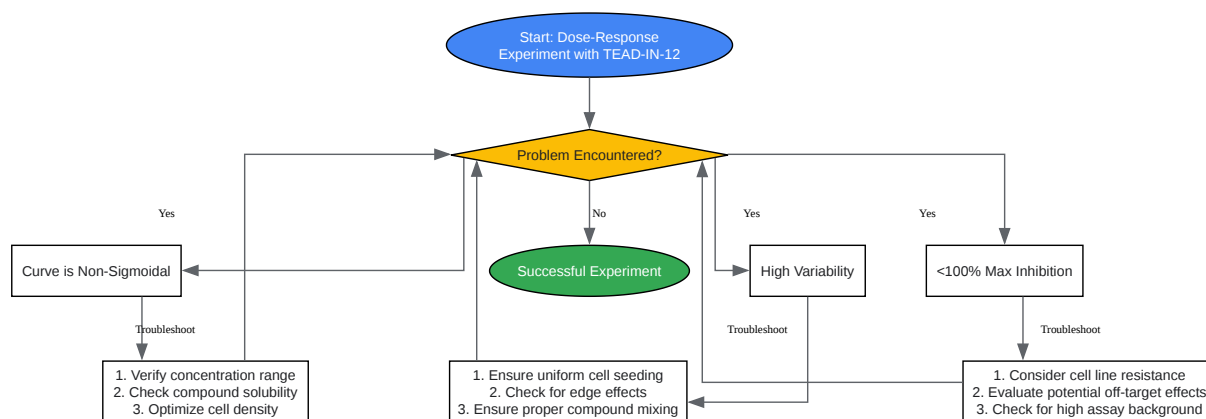 Start: Dose-Response
Experiment with TEAD-IN-12
Problem Encountered?
Yes
No
Yes
Yes
Curve is Non-Sigmoidal
Successful Experiment
High Variability
<100% Max Inhibition
Troubleshoot
Troubleshoot
Troubleshoot
1. Verify concentration range
2. Check compound solubility
3. Optimize cell density
1. Ensure uniform cell seeding
2. Check for edge effects
3. Ensure proper compound mixing
1. Consider cell line resistance
2. Evaluate potential off-target effects
3. Check for high assay background